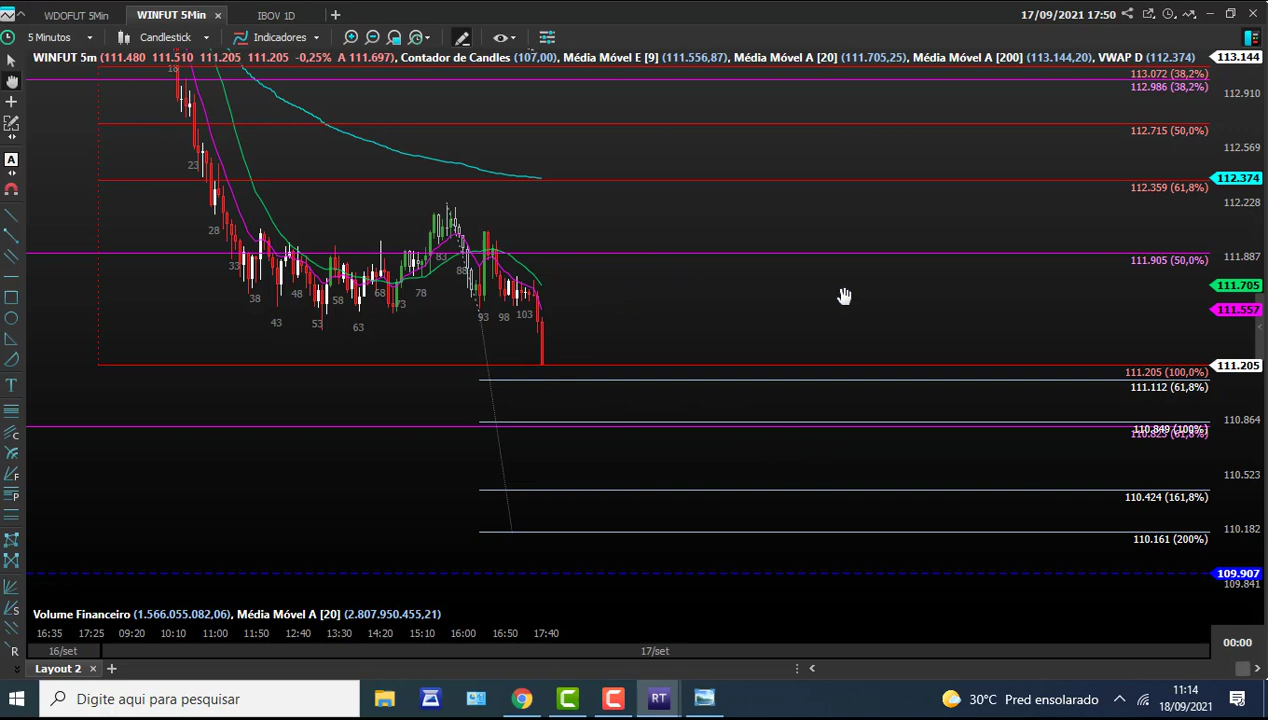 WDOFUT 5Min
WINFUT 5Min
IBOV 1D
17/09/2021 17:50
5 Minutos
Candlestick
Indicadores
WINFUT 5m (111.480 111.510 111.205 111.205 -0,25% A 111.697), Contador de Candles (107,00), Média Móvel E [9] (111.556,87), Média Móvel A [20] (111.705,25), Média Móvel A [200] (113.144,20), VWAP D (112.374)
113.144
113.072 (38,2%)
112.986 (38,2%)
112.910
112.715 (50,0%)
112.569
112.374
112.359 (61,8%)
112.228
111.905 (50,0%)
111.887
111.705
111.557
111.205
111.205 (100,0%)
111.112 (61,8%)
110.864
110.849 (100%)
110.823 (61,8%)
110.523
110.424 (161,8%)
110.182
110.161 (200%)
109.907
109.841
18
23
28
33
38
43
48
53
58
63
68
73
78
83
88
93
98
103
A
T
C
F
P
S
R
Volume Financeiro (1.566.055.082,06), Média Móvel A [20] (2.807.950.455,21)
16:35 17:25 09:20 10:10 11:00 11:50 12:40 13:30 14:20 15:10 16:00 16:50 17:40
00:00
16/set
17/set
Layout 2
Digite aqui para pesquisar
RT
30°C Pred ensolarado
11:14
18/09/2021